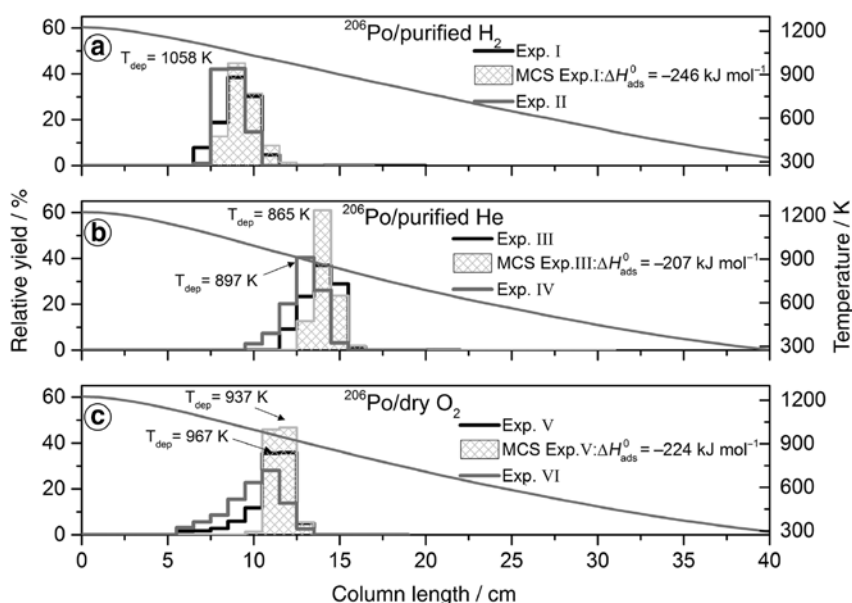 60
40
20
0
a
T_dep = 1058 K
²⁰⁶Po/purified H₂
Exp. I
MCS Exp.I:ΔH⁰_ads = −246 kJ mol⁻¹
Exp. II
1200
900
600
300
60
40
20
0
b
T_dep = 865 K
T_dep = 897 K
²⁰⁶Po/purified He
Exp. III
MCS Exp.III:ΔH⁰_ads = −207 kJ mol⁻¹
Exp. IV
1200
900
600
300
60
40
20
0
c
T_dep = 937 K
T_dep = 967 K
²⁰⁶Po/dry O₂
Exp. V
MCS Exp.V:ΔH⁰_ads = −224 kJ mol⁻¹
Exp. VI
1200
900
600
300
Relative yield / %
Temperature / K
0 5 10 15 20 25 30 35 40
Column length / cm